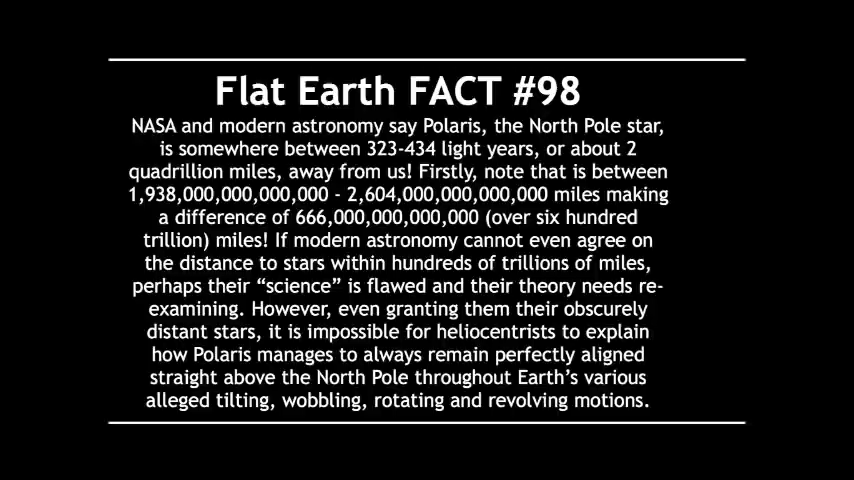 Flat Earth FACT #98
NASA and modern astronomy say Polaris, the North Pole star,
is somewhere between 323-434 light years, or about 2
quadrillion miles, away from us! Firstly, note that is between
1,938,000,000,000,000 - 2,604,000,000,000,000 miles making
a difference of 666,000,000,000,000 (over six hundred
trillion) miles! If modern astronomy cannot even agree on
the distance to stars within hundreds of trillions of miles,
perhaps their “science” is flawed and their theory needs re-
examining. However, even granting them their obscurely
distant stars, it is impossible for heliocentrists to explain
how Polaris manages to always remain perfectly aligned
straight above the North Pole throughout Earth’s various
alleged tilting, wobbling, rotating and revolving motions.